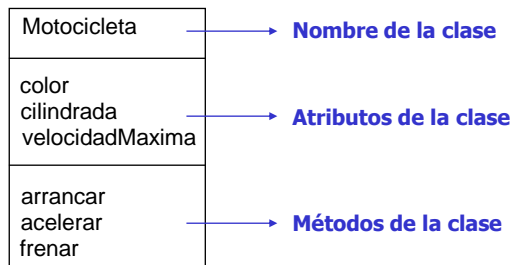 Motocicleta
Nombre de la clase
color
cilindrada
velocidadMaxima
Atributos de la clase
arrancar
acelerar
frenar
Métodos de la clase